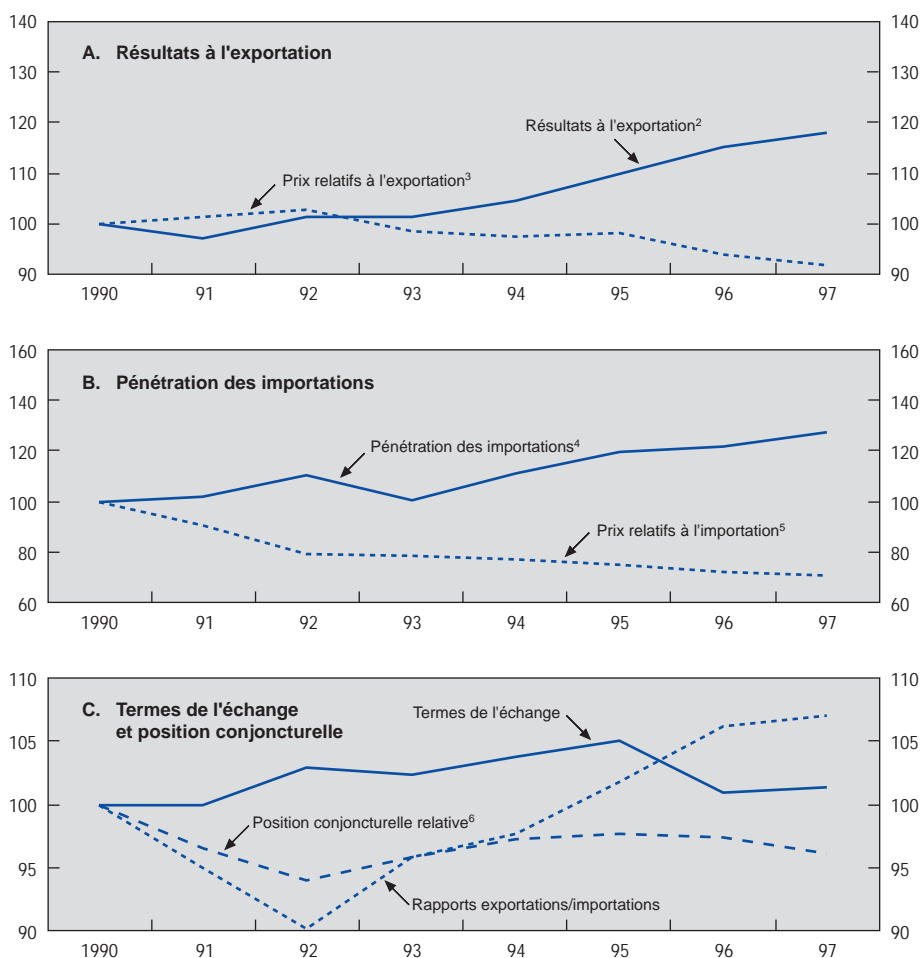 140 140
A. Résultats à l'exportation
130 130
120 Résultats à l'exportation² 120
110 110
Prix relatifs à l'exportation³
100 100
90 90
1990 91 92 93 94 95 96 97
160 160
B. Pénétration des importations
140 140
120 Pénétration des importations⁴ 120
100 100
Prix relatifs à l'importation⁵
80 80
60 60
1990 91 92 93 94 95 96 97
110 110
C. Termes de l'échange
et position conjoncturelle
Termes de l'échange
105 105
100 100
Position conjoncturelle relative⁶
95 95
Rapports exportations/importations
90 90
1990 91 92 93 94 95 96 97